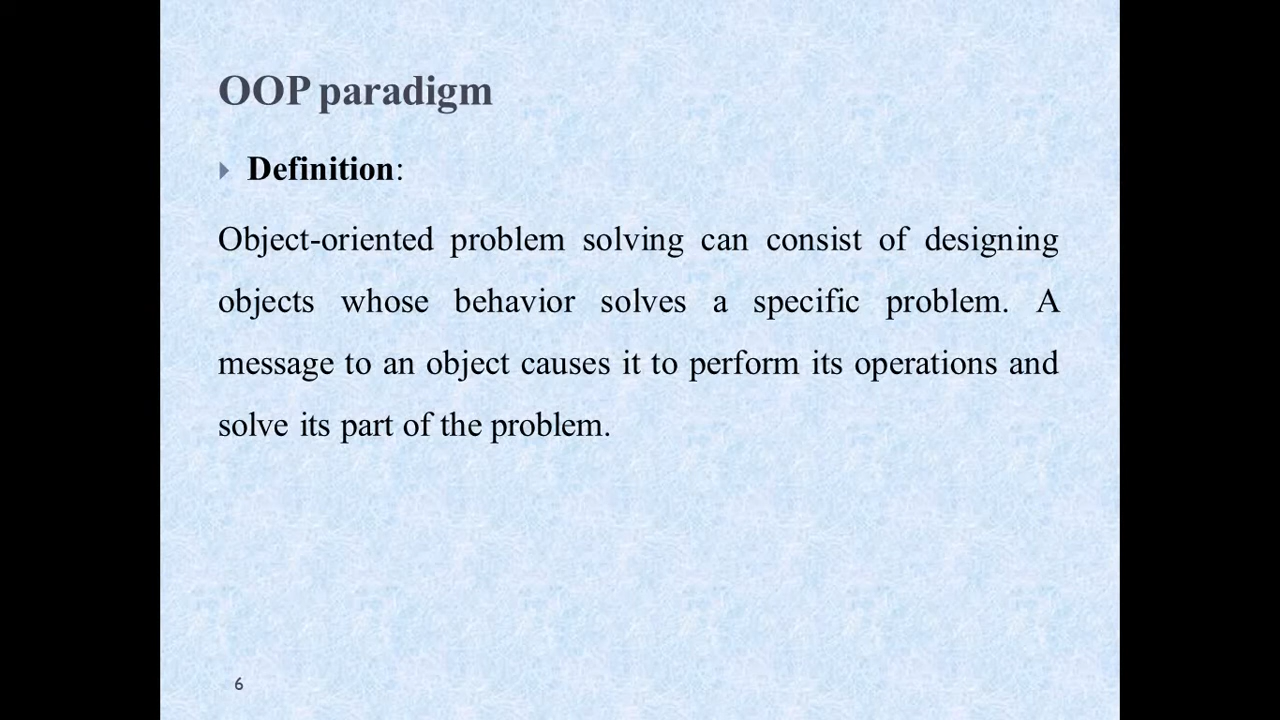 OOP paradigm
Definition:
Object-oriented problem solving can consist of designing
objects whose behavior solves a specific problem. A
message to an object causes it to perform its operations and
solve its part of the problem.
6